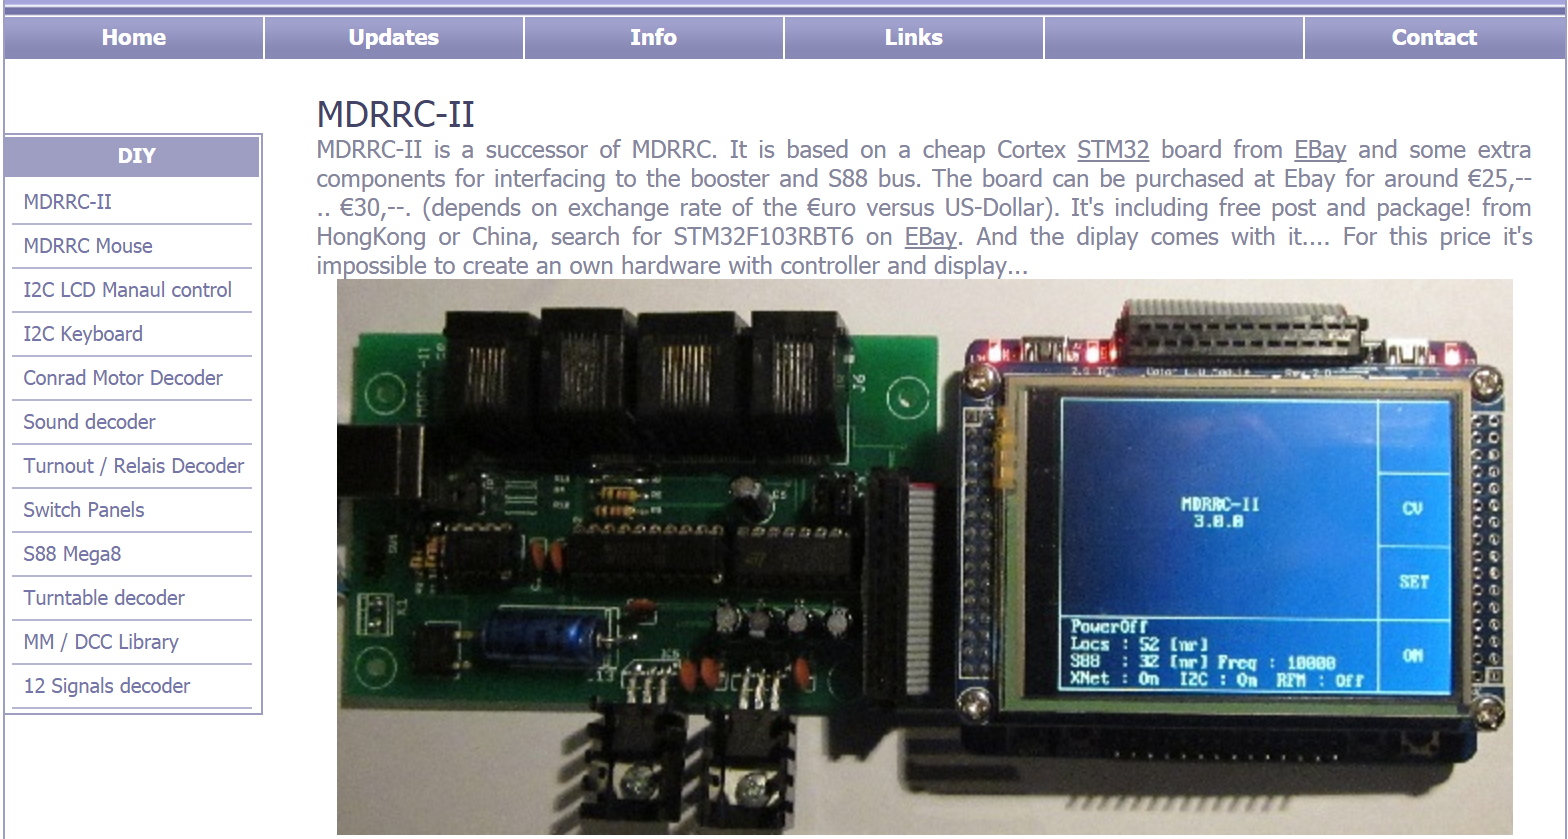 Home Updates Info Links Contact
DIY
MDRRC-II
MDRRC Mouse
I2C LCD Manaul control
I2C Keyboard
Conrad Motor Decoder
Sound decoder
Turnout / Relais Decoder
Switch Panels
S88 Mega8
Turntable decoder
MM / DCC Library
12 Signals decoder
MDRRC-II
MDRRC-II is a successor of MDRRC. It is based on a cheap Cortex STM32 board from EBay and some extra
components for interfacing to the booster and S88 bus. The board can be purchased at Ebay for around €25,--
.. €30,--. (depends on exchange rate of the €uro versus US-Dollar). It's including free post and package! from
HongKong or China, search for STM32F103RBT6 on EBay. And the diplay comes with it.... For this price it's
impossible to create an own hardware with controller and display...
MDRRC-II
J6
K1
MDRRC-II
3.0.0
CV
SET
ON
PowerOff
Locs : 52 [nr]
S88 : 32 [nr] Freq : 10000
XNet : On I2C : On RFM : Off